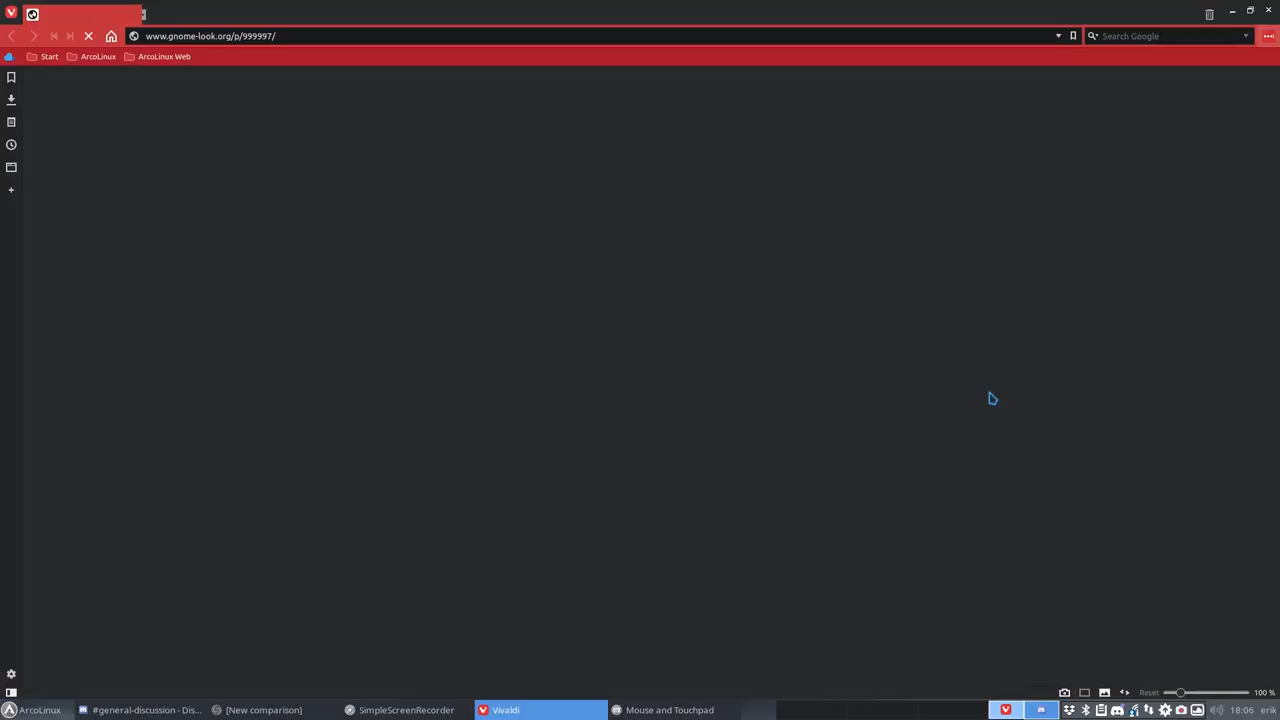 www.gnome-look.org/p/999997/
Search Google
Start
ArcoLinux
ArcoLinux Web
Reset
100 %
ArcoLinux
#general-discussion - Dis...
[New comparison]
SimpleScreenRecorder
Vivaldi
Mouse and Touchpad
18:06
erik